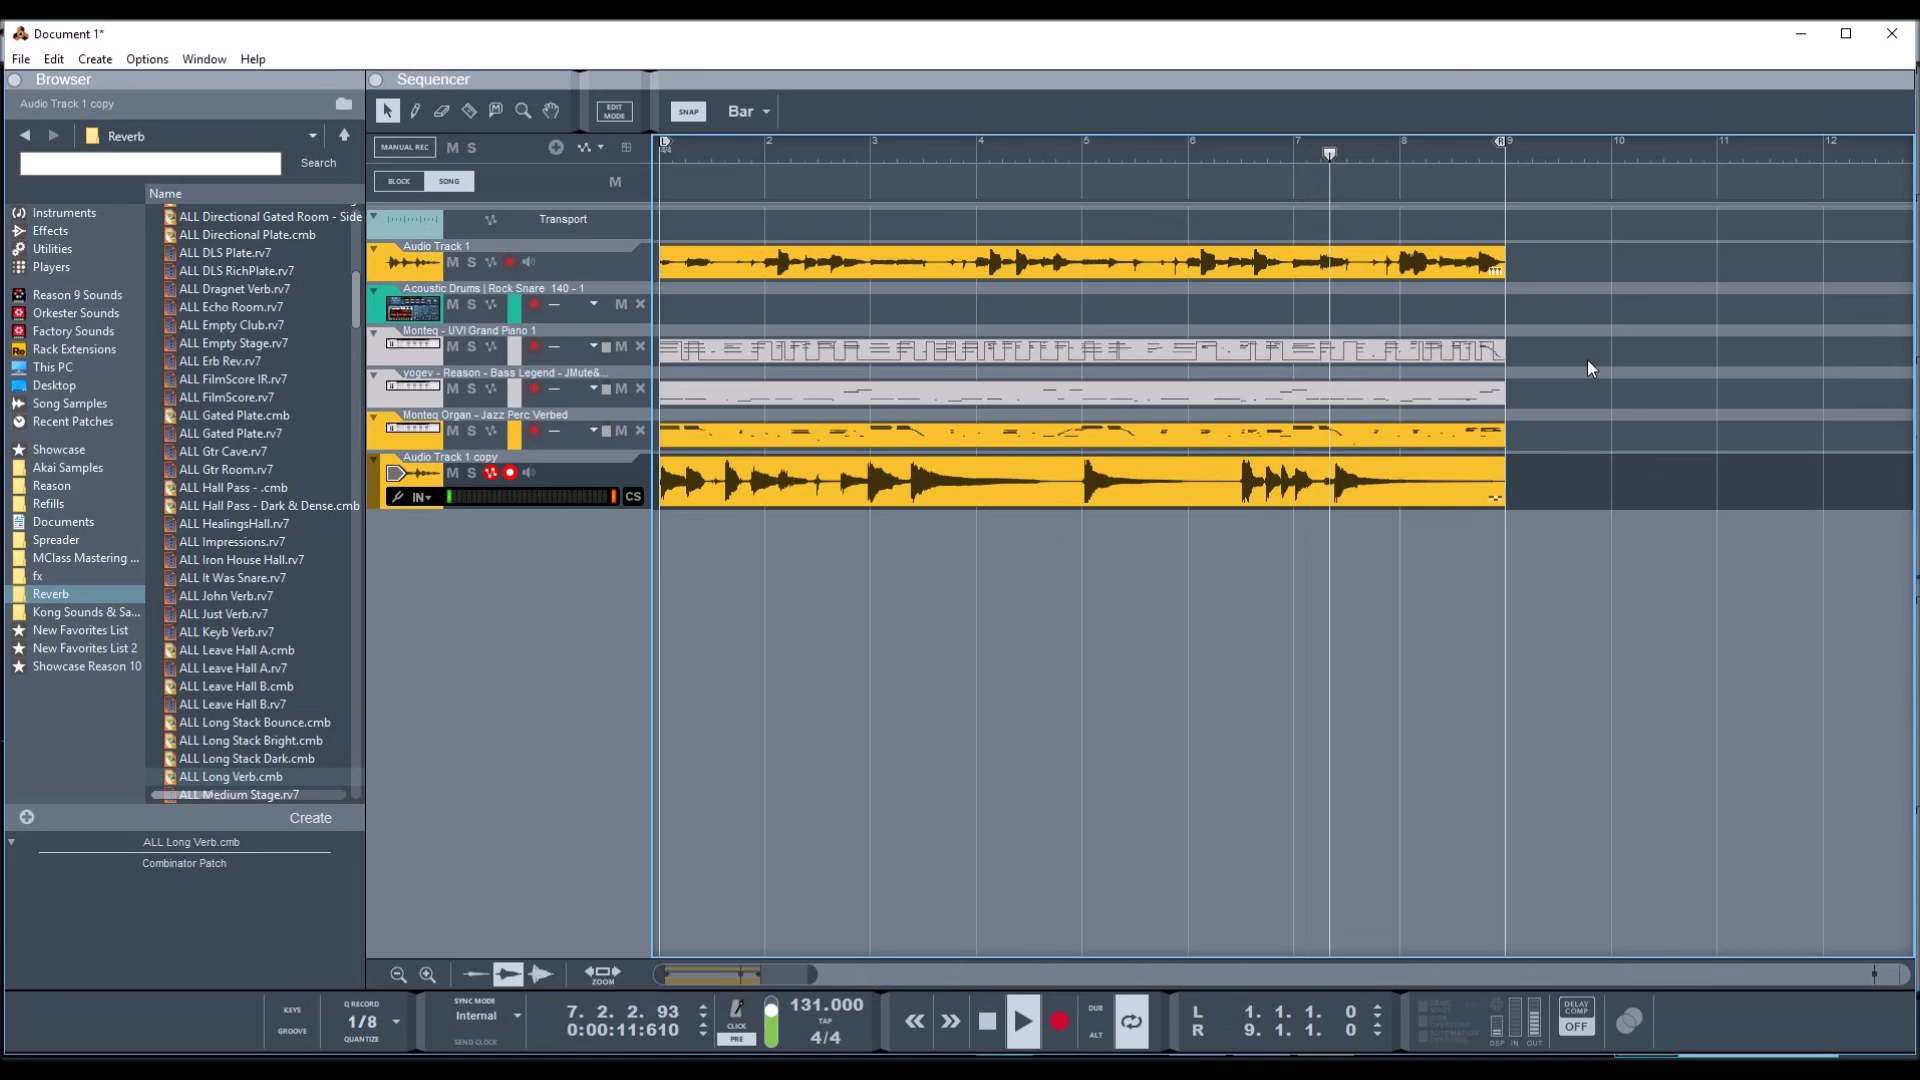 Document 1*
File Edit Create Options Window Help
Browser
Sequencer
Audio Track 1 copy
EDIT MODE
SNAP
Bar
Reverb
Search
MANUAL REC M S
L 2 3 4 5 6 7 8 R 9 10 11 12
4/4
BLOCK SONG M
Name
Instruments
Effects
Utilities
Players
Reason 9 Sounds
Orkester Sounds
Factory Sounds
Rack Extensions
This PC
Desktop
Song Samples
Recent Patches
Showcase
Akai Samples
Reason
Refills
Documents
Spreader
MClass Mastering ...
fx
Reverb
Kong Sounds & Sa...
New Favorites List
New Favorites List 2
Showcase Reason 10
ALL Directional Gated Room - Side
ALL Directional Plate.cmb
ALL DLS Plate.rv7
ALL DLS RichPlate.rv7
ALL Dragnet Verb.rv7
ALL Echo Room.rv7
ALL Empty Club.rv7
ALL Empty Stage.rv7
ALL Erb Rev.rv7
ALL FilmScore IR.rv7
ALL FilmScore.rv7
ALL Gated Plate.cmb
ALL Gated Plate.rv7
ALL Gtr Cave.rv7
ALL Gtr Room.rv7
ALL Hall Pass - .cmb
ALL Hall Pass - Dark & Dense.cmb
ALL HealingsHall.rv7
ALL Impressions.rv7
ALL Iron House Hall.rv7
ALL It Was Snare.rv7
ALL John Verb.rv7
ALL Just Verb.rv7
ALL Keyb Verb.rv7
ALL Leave Hall A.cmb
ALL Leave Hall A.rv7
ALL Leave Hall B.cmb
ALL Leave Hall B.rv7
ALL Long Stack Bounce.cmb
ALL Long Stack Bright.cmb
ALL Long Stack Dark.cmb
ALL Long Verb.cmb
ALL Medium Stage.rv7
Create
ALL Long Verb.cmb
Combinator Patch
Transport
Audio Track 1
M S
Acoustic Drums | Rock Snare 140 - 1
M S M
Monteq - UVI Grand Piano 1
M S M
yogev - Reason - Bass Legend - JMute&...
M S M
Monteq Organ - Jazz Perc Verbed
M S M
Audio Track 1 copy
M S
IN CS
ZOOM
KEYS
GROOVE
Q RECORD
1/8
QUANTIZE
SYNC MODE
Internal
SEND CLOCK
7. 2. 2. 93
0:00:11:610
CLICK
PRE
131.000
TAP
4/4
DUB
ALT
L 1. 1. 1. 0
R 9. 1. 1. 0
DSP IN OUT
DELAY COMP
OFF